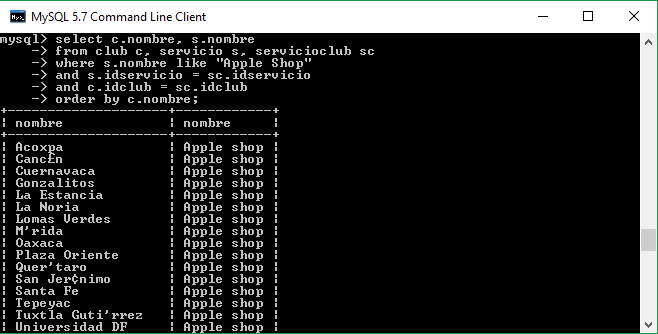 MySQL 5.7 Command Line Client
mysql> select c.nombre, s.nombre
-> from club c, servicio s, servicioclub sc
-> where s.nombre like "Apple Shop"
-> and s.idservicio = sc.idservicio
-> and c.idclub = sc.idclub
-> order by c.nombre;
+--------------------+------------+
¦ nombre ¦ nombre ¦
+--------------------+------------+
¦ Acoxpa ¦ Apple shop ¦
¦ Canc£n ¦ Apple shop ¦
¦ Cuernavaca ¦ Apple shop ¦
¦ Gonzalitos ¦ Apple shop ¦
¦ La Estancia ¦ Apple shop ¦
¦ La Noria ¦ Apple shop ¦
¦ Lomas Verdes ¦ Apple shop ¦
¦ M'rida ¦ Apple shop ¦
¦ Oaxaca ¦ Apple shop ¦
¦ Plaza Oriente ¦ Apple shop ¦
¦ Quer'taro ¦ Apple shop ¦
¦ San Jer¢nimo ¦ Apple shop ¦
¦ Santa Fe ¦ Apple shop ¦
¦ Tepeyac ¦ Apple shop ¦
¦ Tuxtla Guti'rrez ¦ Apple shop ¦
¦ Universidad DF ¦ Apple shop ¦